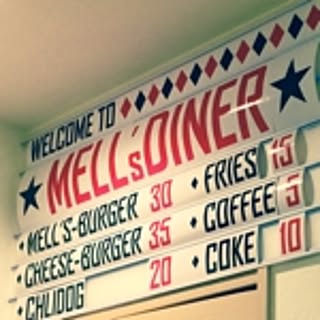 WELCOME TO
MELL'S DINER
MELL'S-BURGER 30
CHEESE-BURGER 35
CHLIDOG 20
FRIES 15
COFFEE 5
COKE 10